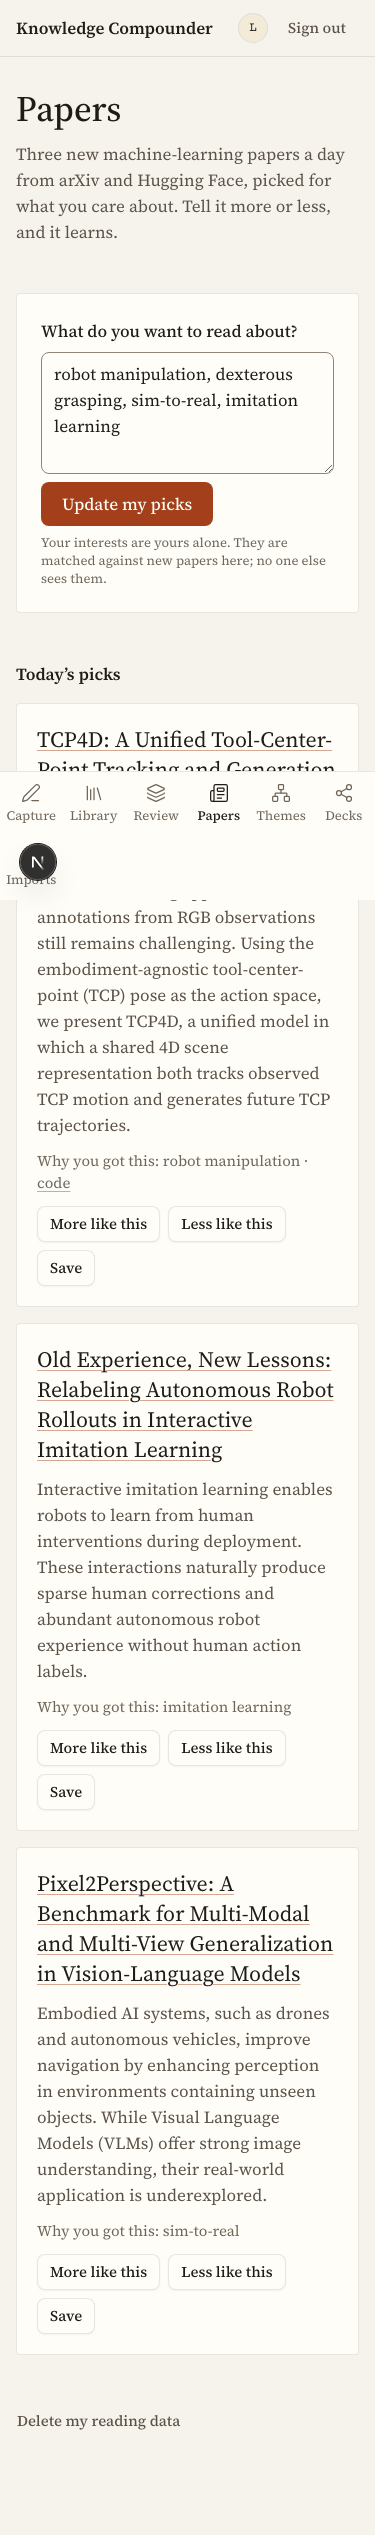 Knowledge Compounder
L
Sign out
Papers
Three new machine-learning papers a day
from arXiv and Hugging Face, picked for
what you care about. Tell it more or less,
and it learns.
What do you want to read about?
robot manipulation, dexterous
grasping, sim-to-real, imitation
learning
Update my picks
Your interests are yours alone. They are
matched against new papers here; no one else
sees them.
Today's picks
TCP4D: A Unified Tool-Center-
Point Tracking and Generation
Capture
Library
Review
Papers
Themes
Decks
N
Imports
annotations from RGB observations
still remains challenging. Using the
embodiment-agnostic tool-center-
point (TCP) pose as the action space,
we present TCP4D, a unified model in
which a shared 4D scene
representation both tracks observed
TCP motion and generates future TCP
trajectories.
Why you got this: robot manipulation ·
code
More like this
Less like this
Save
Old Experience, New Lessons:
Relabeling Autonomous Robot
Rollouts in Interactive
Imitation Learning
Interactive imitation learning enables
robots to learn from human
interventions during deployment.
These interactions naturally produce
sparse human corrections and
abundant autonomous robot
experience without human action
labels.
Why you got this: imitation learning
More like this
Less like this
Save
Pixel2Perspective: A
Benchmark for Multi-Modal
and Multi-View Generalization
in Vision-Language Models
Embodied AI systems, such as drones
and autonomous vehicles, improve
navigation by enhancing perception
in environments containing unseen
objects. While Visual Language
Models (VLMs) offer strong image
understanding, their real-world
application is underexplored.
Why you got this: sim-to-real
More like this
Less like this
Save
Delete my reading data